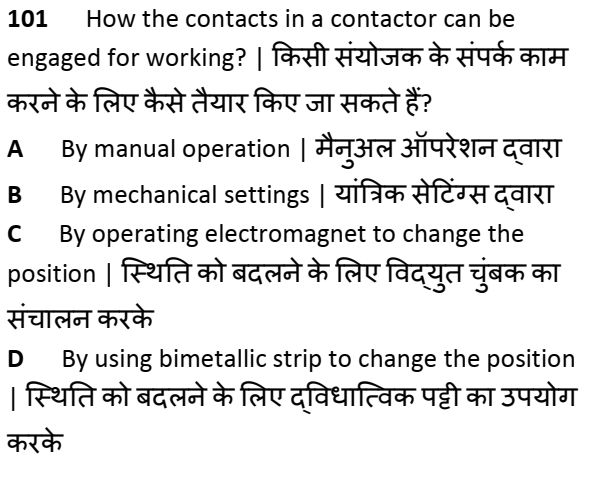 101 How the contacts in a contactor can be
engaged for working? | किसी संयोजक के संपर्क काम
करने के लिए कैसे तैयार किए जा सकते हैं?
A By manual operation | मैनुअल ऑपरेशन द्वारा
B By mechanical settings | यांत्रिक सेटिंग्स द्वारा
C By operating electromagnet to change the
position | स्थिति को बदलने के लिए विद्युत चुंबक का
संचालन करके
D By using bimetallic strip to change the position
| स्थिति को बदलने के लिए द्विधात्विक पट्टी का उपयोग
करके